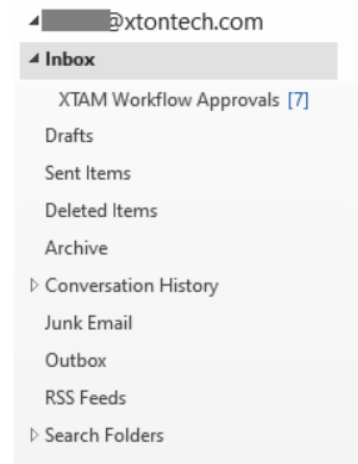 @xtontech.com
Inbox
XTAM Workflow Approvals [7]
Drafts
Sent Items
Deleted Items
Archive
Conversation History
Junk Email
Outbox
RSS Feeds
Search Folders